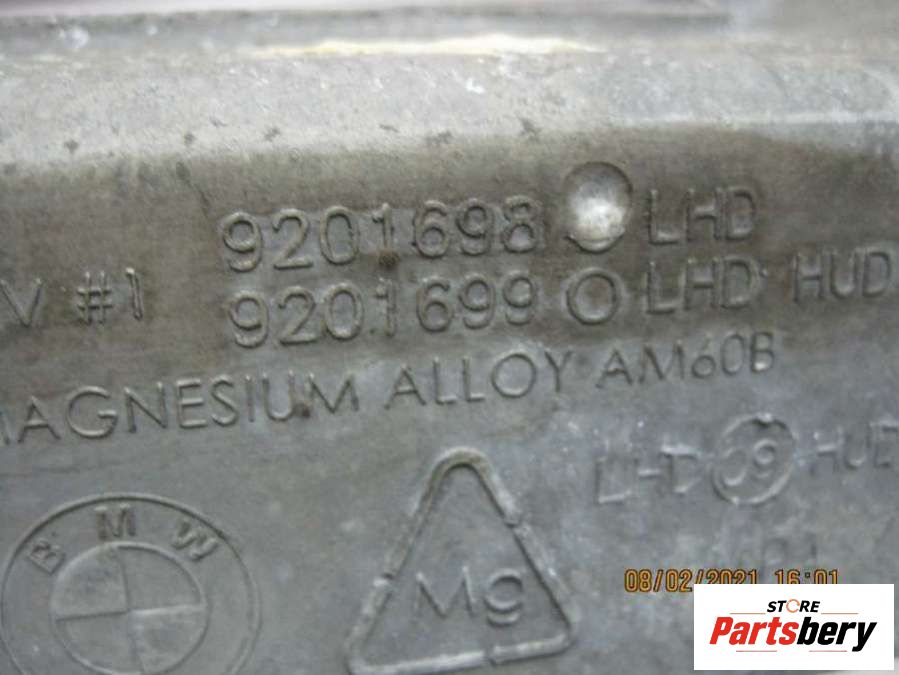 9201698 LHD
V #1 9201699 LHD HUD
MAGNESIUM ALLOY AM60B
LHD 09 HUD
BMW
Mg
08/02/2021 16:01
STORE
Partsbery